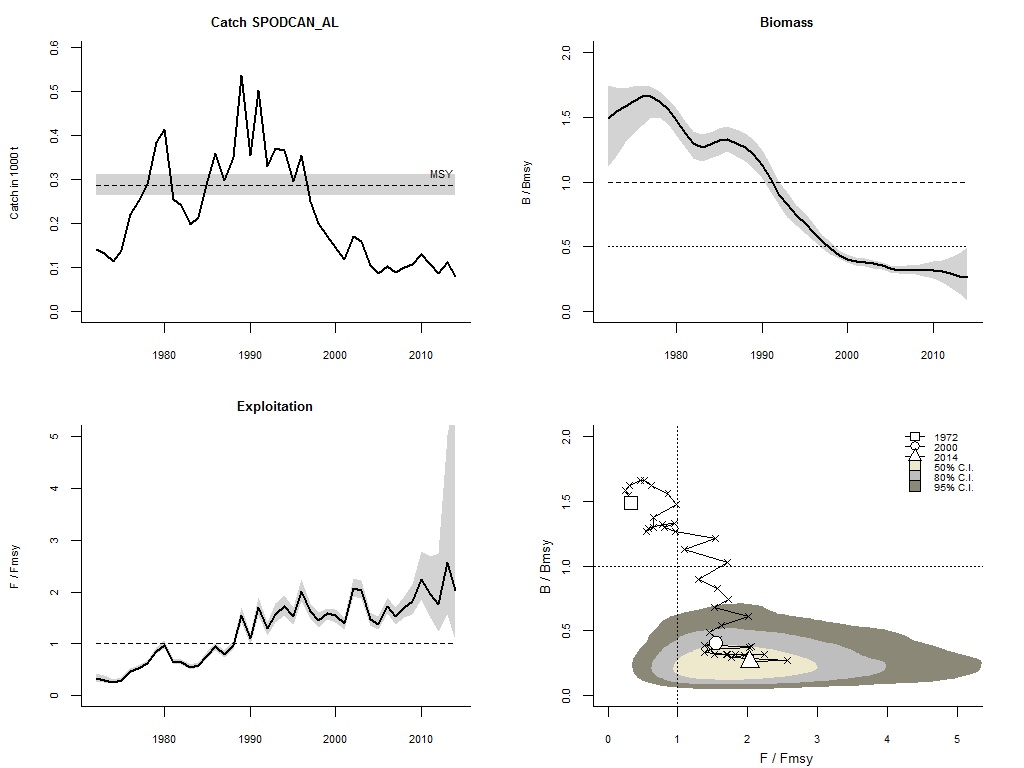 Catch SPODCAN_AL
Catch in 1000 t
0.6
0.5
0.4
0.3
0.2
0.1
0.0
MSY
1980 1990 2000 2010
Biomass
B / Bmsy
2.0
1.5
1.0
0.5
0.0
1980 1990 2000 2010
Exploitation
F / Fmsy
5
4
3
2
1
0
1980 1990 2000 2010
B / Bmsy
2.0
1.5
1.0
0.5
0.0
1972
2000
2014
50% C.I.
80% C.I.
95% C.I.
0 1 2 3 4 5
F / Fmsy